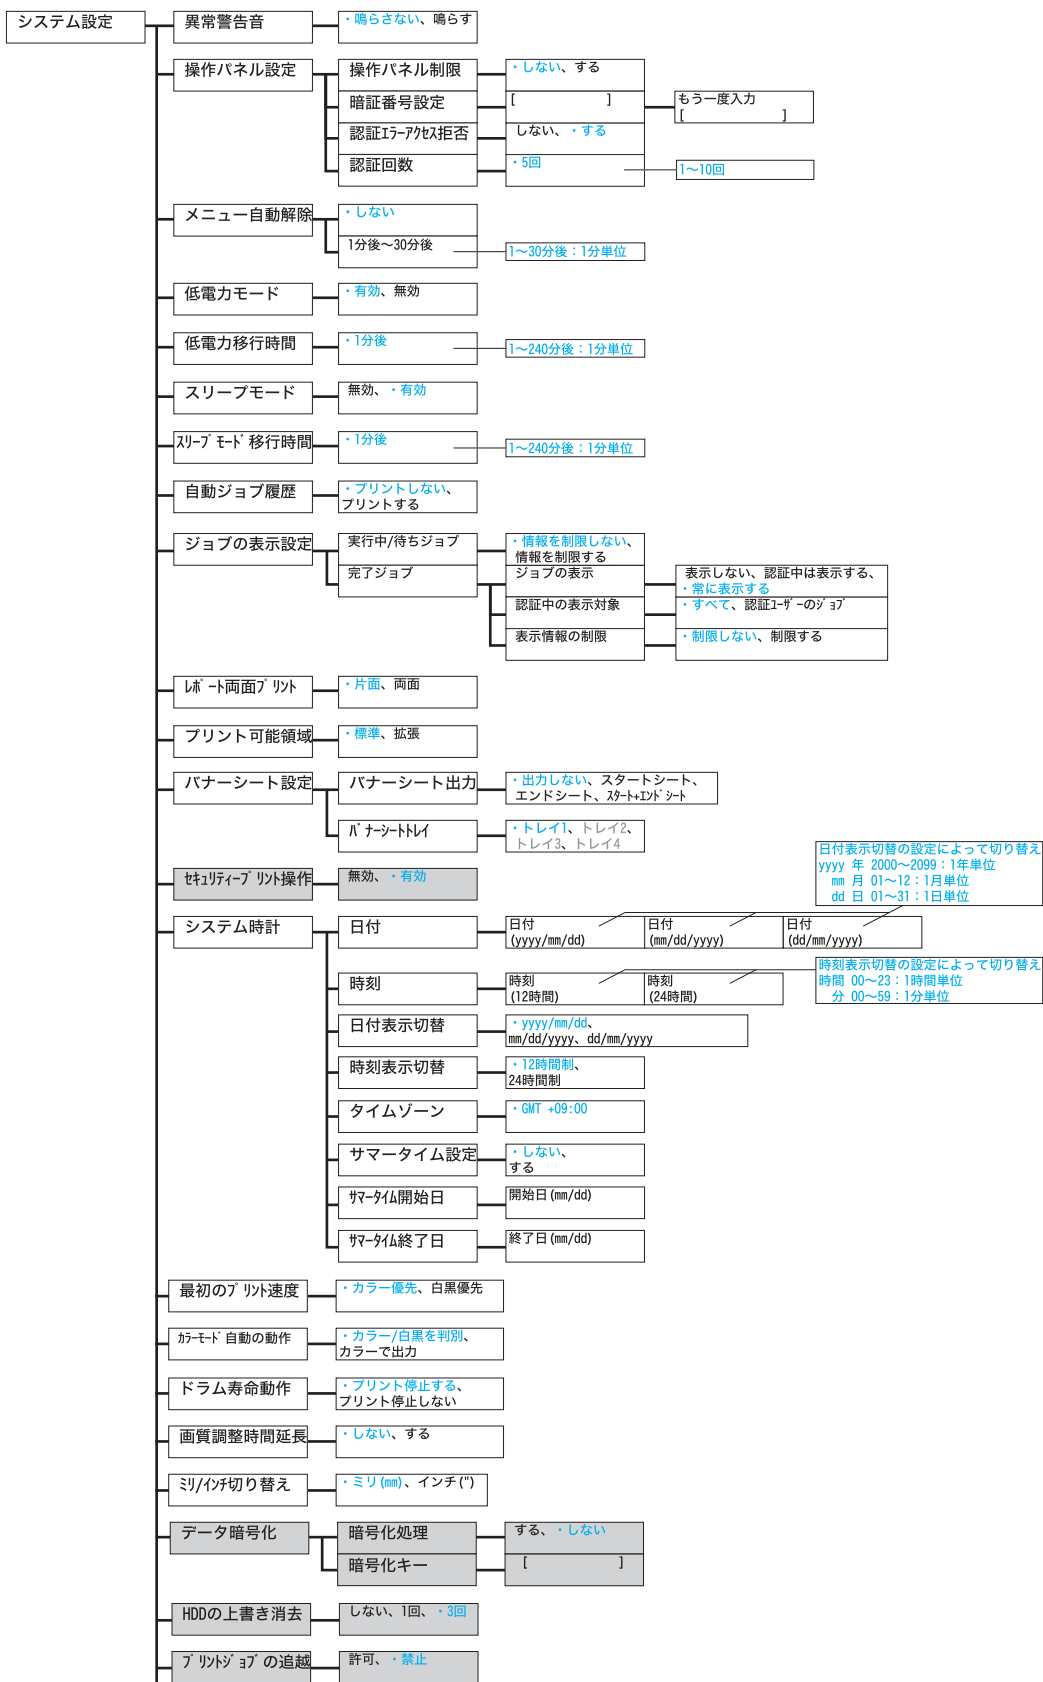 システム設定
異常警告音
・鳴らさない、鳴らす
操作パネル設定
操作パネル制限
・しない、する
暗証番号設定
[ ]
もう一度入力
[ ]
認証ｴﾗｰｱｸｾｽ拒否
しない、・する
認証回数
・5回
1～10回
メニュー自動解除
・しない
1分後～30分後
1～30分後：1分単位
低電力モード
・有効、無効
低電力移行時間
・1分後
1～240分後：1分単位
スリープモード
無効、・有効
ｽﾘｰﾌﾟﾓｰﾄﾞ移行時間
・1分後
1～240分後：1分単位
自動ジョブ履歴
・プリントしない、
プリントする
ジョブの表示設定
実行中/待ちジョブ
・情報を制限しない、
情報を制限する
完了ジョブ
ジョブの表示
表示しない、認証中は表示する、
・常に表示する
認証中の表示対象
・すべて、認証ﾕｰｻﾞｰのｼﾞｮﾌﾞ
表示情報の制限
・制限しない、制限する
ﾚﾎﾟｰﾄ両面ﾌﾟﾘﾝﾄ
・片面、両面
プリント可能領域
・標準、拡張
バナーシート設定
バナーシート出力
・出力しない、スタートシート、
エンドシート、ｽﾀｰﾄ+ｴﾝﾄﾞｼｰﾄ
ﾊﾞﾅｰｼｰﾄﾄﾚｲ
・トレイ1、トレイ2、
トレイ3、トレイ4
ｾｷｭﾘﾃｨｰﾌﾟﾘﾝﾄ操作
無効、・有効
日付表示切替の設定によって切り替え
yyyy 年 2000～2099：1年単位
mm 月 01～12：1月単位
dd 日 01～31：1日単位
システム時計
日付
日付
(yyyy/mm/dd)
日付
(mm/dd/yyyy)
日付
(dd/mm/yyyy)
時刻
時刻
(12時間)
時刻
(24時間)
時刻表示切替の設定によって切り替え
時間 00～23：1時間単位
分 00～59：1分単位
日付表示切替
・yyyy/mm/dd、
mm/dd/yyyy、dd/mm/yyyy
時刻表示切替
・12時間制、
24時間制
タイムゾーン
・GMT +09:00
サマータイム設定
・しない、
する
ｻﾏｰﾀｲﾑ開始日
開始日(mm/dd)
ｻﾏｰﾀｲﾑ終了日
終了日(mm/dd)
最初のﾌﾟﾘﾝﾄ速度
・カラー優先、白黒優先
ｶﾗｰﾓｰﾄﾞ自動の動作
・カラー/白黒を判別、
カラーで出力
ドラム寿命動作
・プリント停止する、
プリント停止しない
画質調整時間延長
・しない、する
ﾐﾘ/ｲﾝﾁ切り替え
・ミリ(mm)、インチ(")
データ暗号化
暗号化処理
する、・しない
暗号化キー
[ ]
HDDの上書き消去
しない、1回、・3回
ﾌﾟﾘﾝﾄｼﾞｮﾌﾞの追越
許可、・禁止